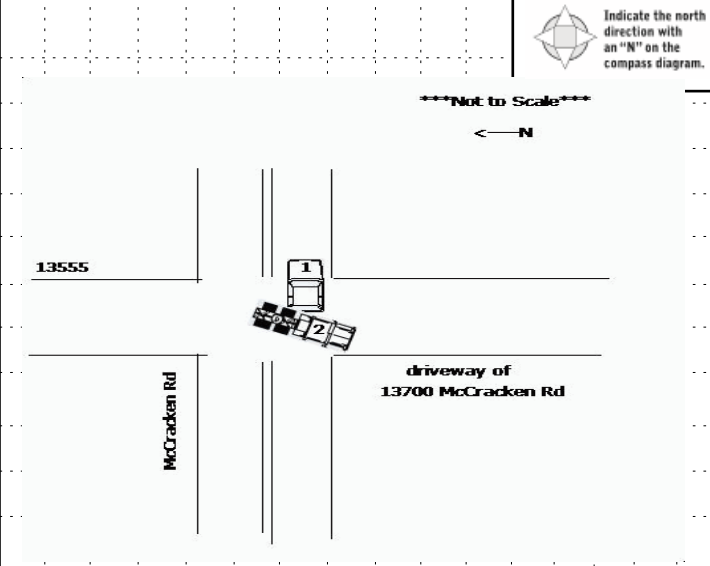 Indicate the north
direction with
an "N" on the
compass diagram.
***Not to Scale***
<——N
13555
1
2
driveway of
13700 McCracken Rd
McCracken Rd